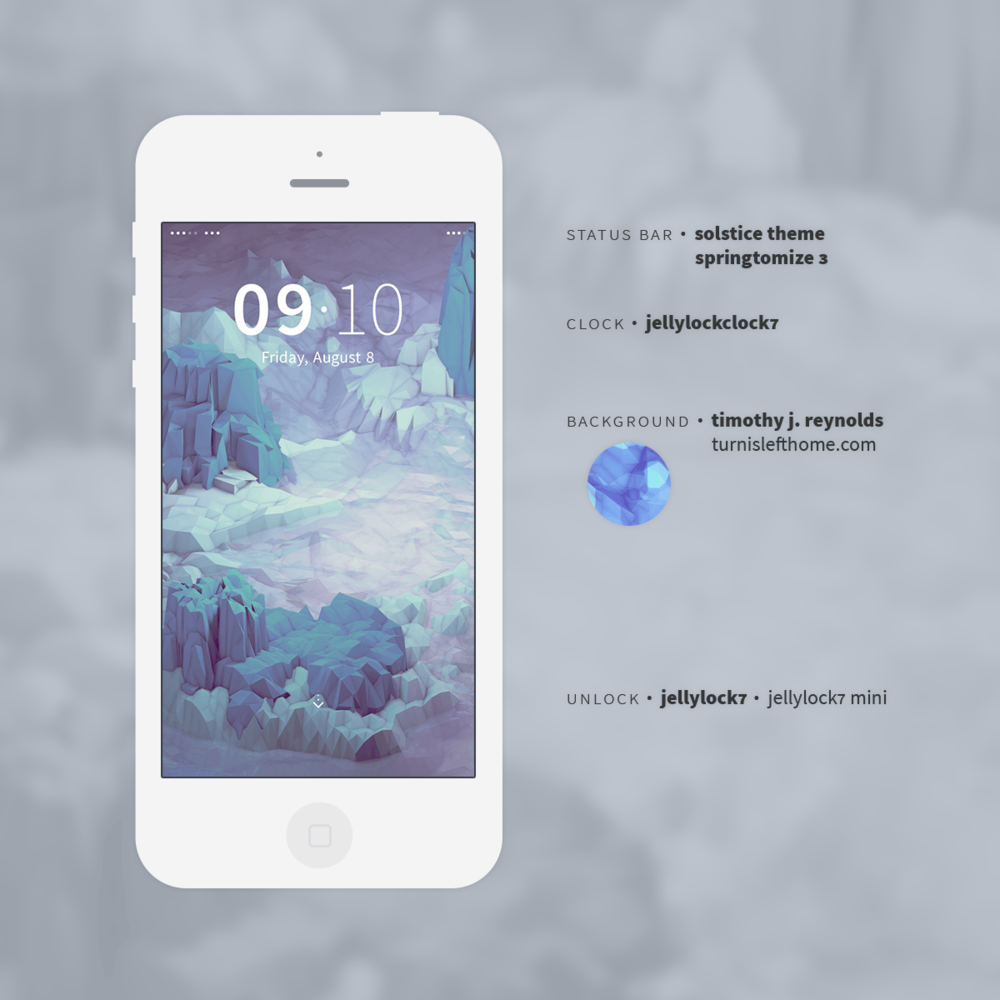 09·10
Friday, August 8
STATUS BAR • solstice theme
springtomize 3
CLOCK • jellylockclock7
BACKGROUND • timothy j. reynolds
turnislefthome.com
UNLOCK • jellylock7 • jellylock7 mini